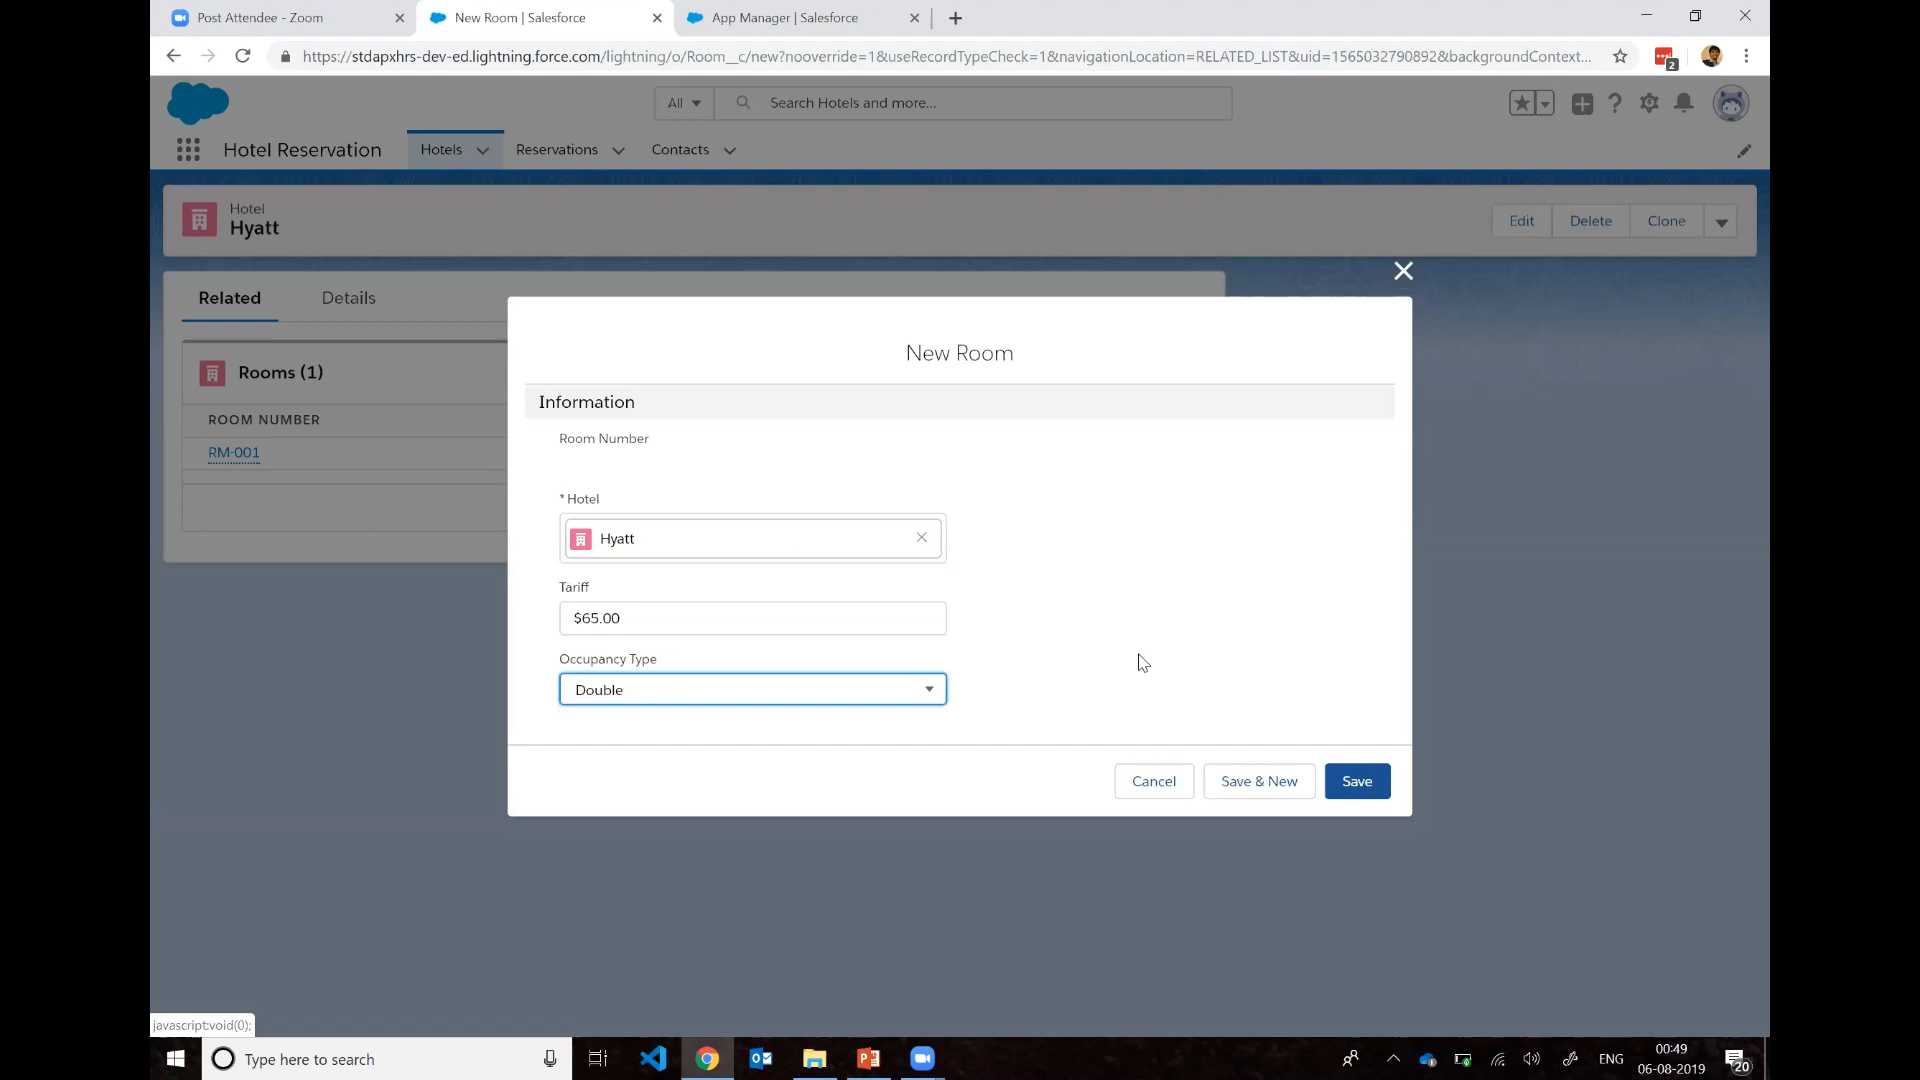 Post Attendee - Zoom
New Room | Salesforce
App Manager | Salesforce
https://stdapxhrs-dev-ed.lightning.force.com/lightning/o/Room__c/new?nooverride=1&useRecordTypeCheck=1&navigationLocation=RELATED_LIST&uid=1565032790892&backgroundContext...
2
All
Search Hotels and more...
Hotel Reservation
Hotels
Reservations
Contacts
Hotel
Hyatt
Edit
Delete
Clone
Related
Details
Rooms (1)
ROOM NUMBER
RM-001
New Room
Information
Room Number
* Hotel
Hyatt
Tariff
$65.00
Occupancy Type
Double
Cancel
Save & New
Save
javascript:void(0);
Type here to search
ENG
00:49
06-08-2019
20